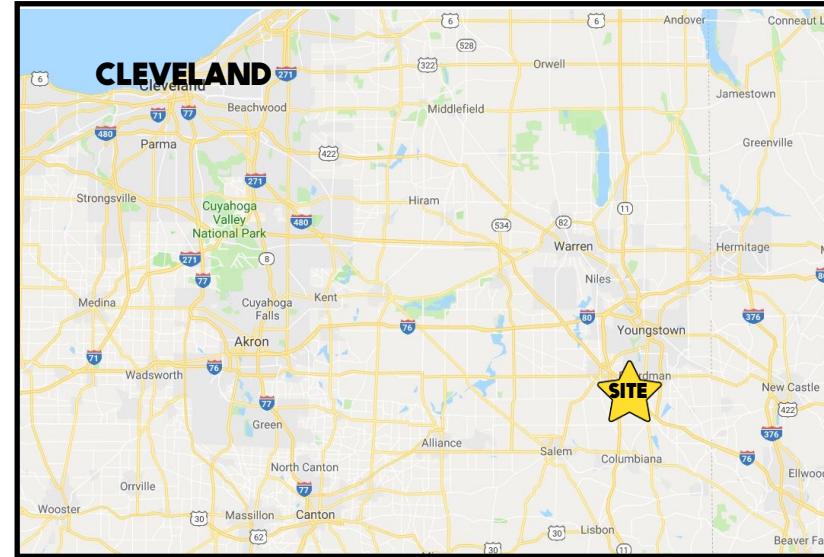 6
6
Andover
Conneaut L
528
CLEVELAND
271
322
Orwell
6
Cleveland
Jamestown
Beachwood
Middlefield
71
77
480
Parma
Greenville
422
271
Strongsville
Hiram
Cuyahoga
Valley
National Park
11
480
534
82
Warren
Hermitage
271
8
77
Niles
80
Medina
Cuyahoga
Falls
Kent
376
80
76
Youngstown
Akron
71
76
Wadsworth
SITE
New Castle
77
422
Green
376
Alliance
Salem
Columbiana
76
North Canton
Ellwoo
77
Orrville
Wooster
30
Massillon
Canton
62
30
Lisbon
30
11
Beaver Fa